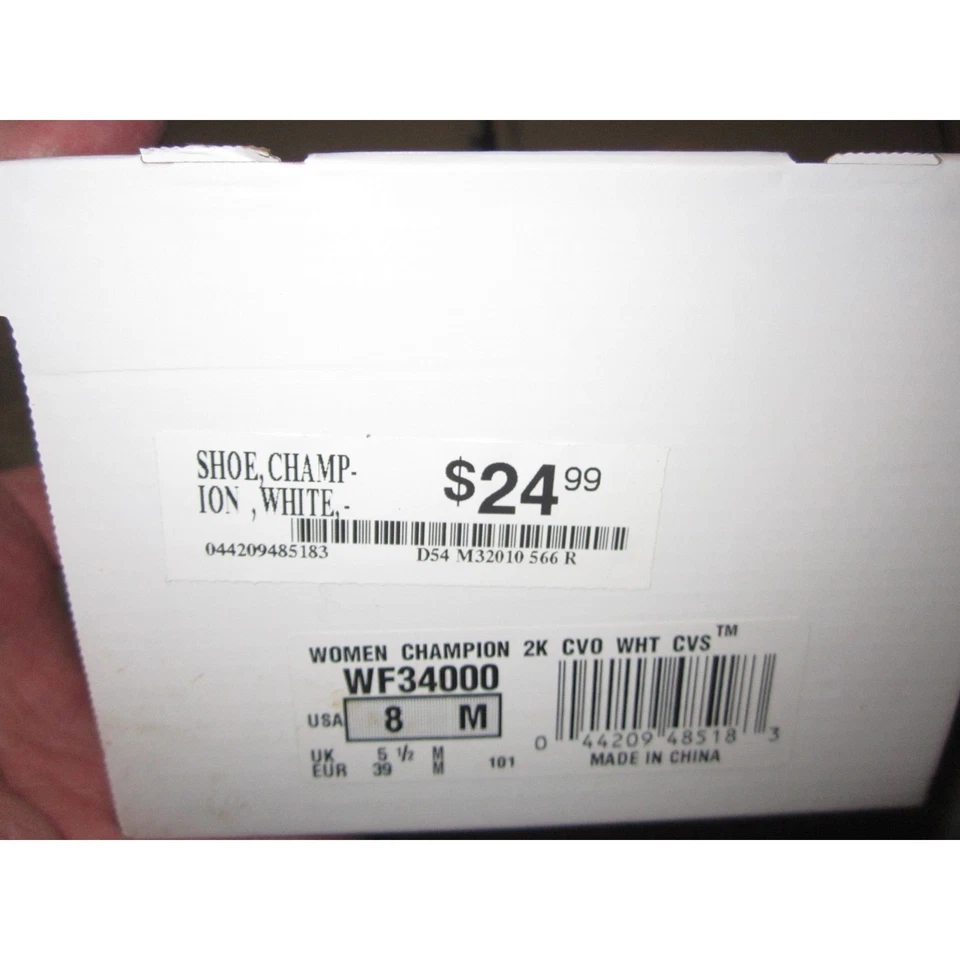 SHOE,CHAMP-
ION ,WHITE,-
$24 99
044209485183 D54 M32010 566 R
WOMEN CHAMPION 2K CVO WHT CVS™
WF34000
USA 8 M
UK 5 1/2 M
EUR 39 M 101
0 44209 48518 3
MADE IN CHINA